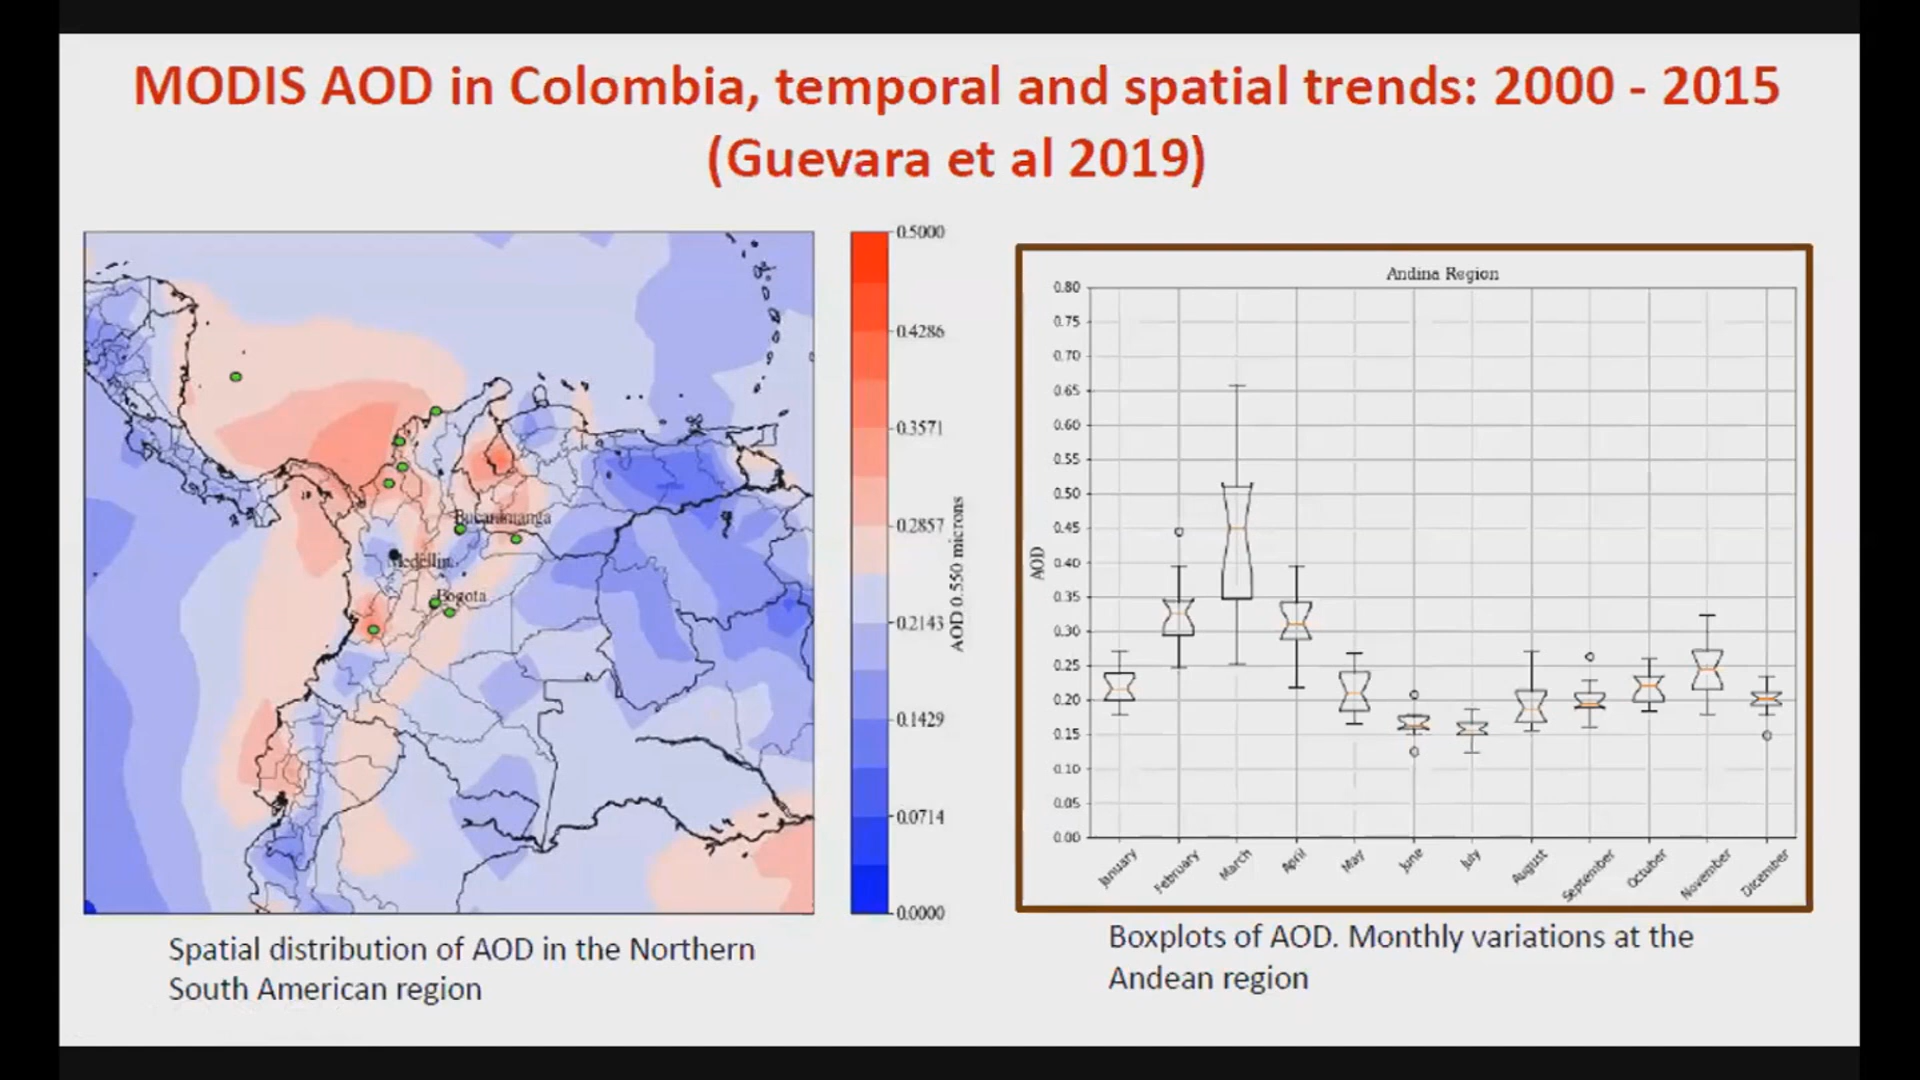 MODIS AOD in Colombia, temporal and spatial trends: 2000 - 2015
(Guevara et al 2019)
0.5000
0.4286
0.3571
0.2857
0.2143
0.1429
0.0714
0.0000
AOD 0.550 microns
Bucaramanga
Medellin
Bogota
Spatial distribution of AOD in the Northern
South American region
Andina Region
0.80
0.75
0.70
0.65
0.60
0.55
0.50
0.45
0.40
0.35
0.30
0.25
0.20
0.15
0.10
0.05
0.00
AOD
January
February
March
April
May
June
July
August
September
October
November
Dicember
Boxplots of AOD. Monthly variations at the
Andean region